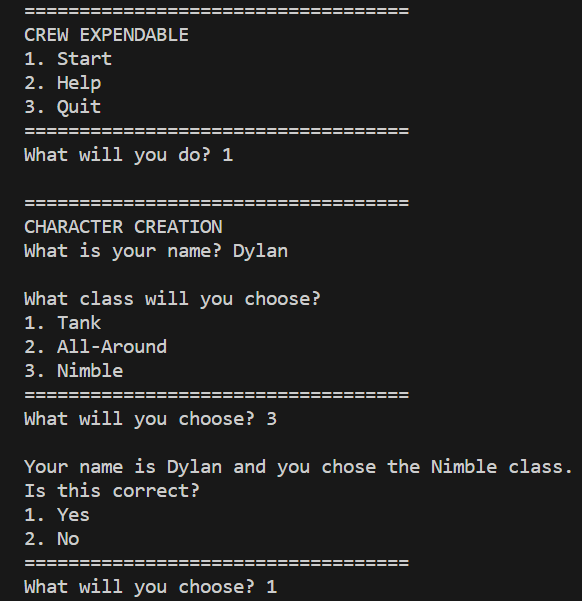 ===================================
CREW EXPENDABLE
1. Start
2. Help
3. Quit
===================================
What will you do? 1
===================================
CHARACTER CREATION
What is your name? Dylan
What class will you choose?
1. Tank
2. All-Around
3. Nimble
===================================
What will you choose? 3
Your name is Dylan and you chose the Nimble class.
Is this correct?
1. Yes
2. No
===================================
What will you choose? 1